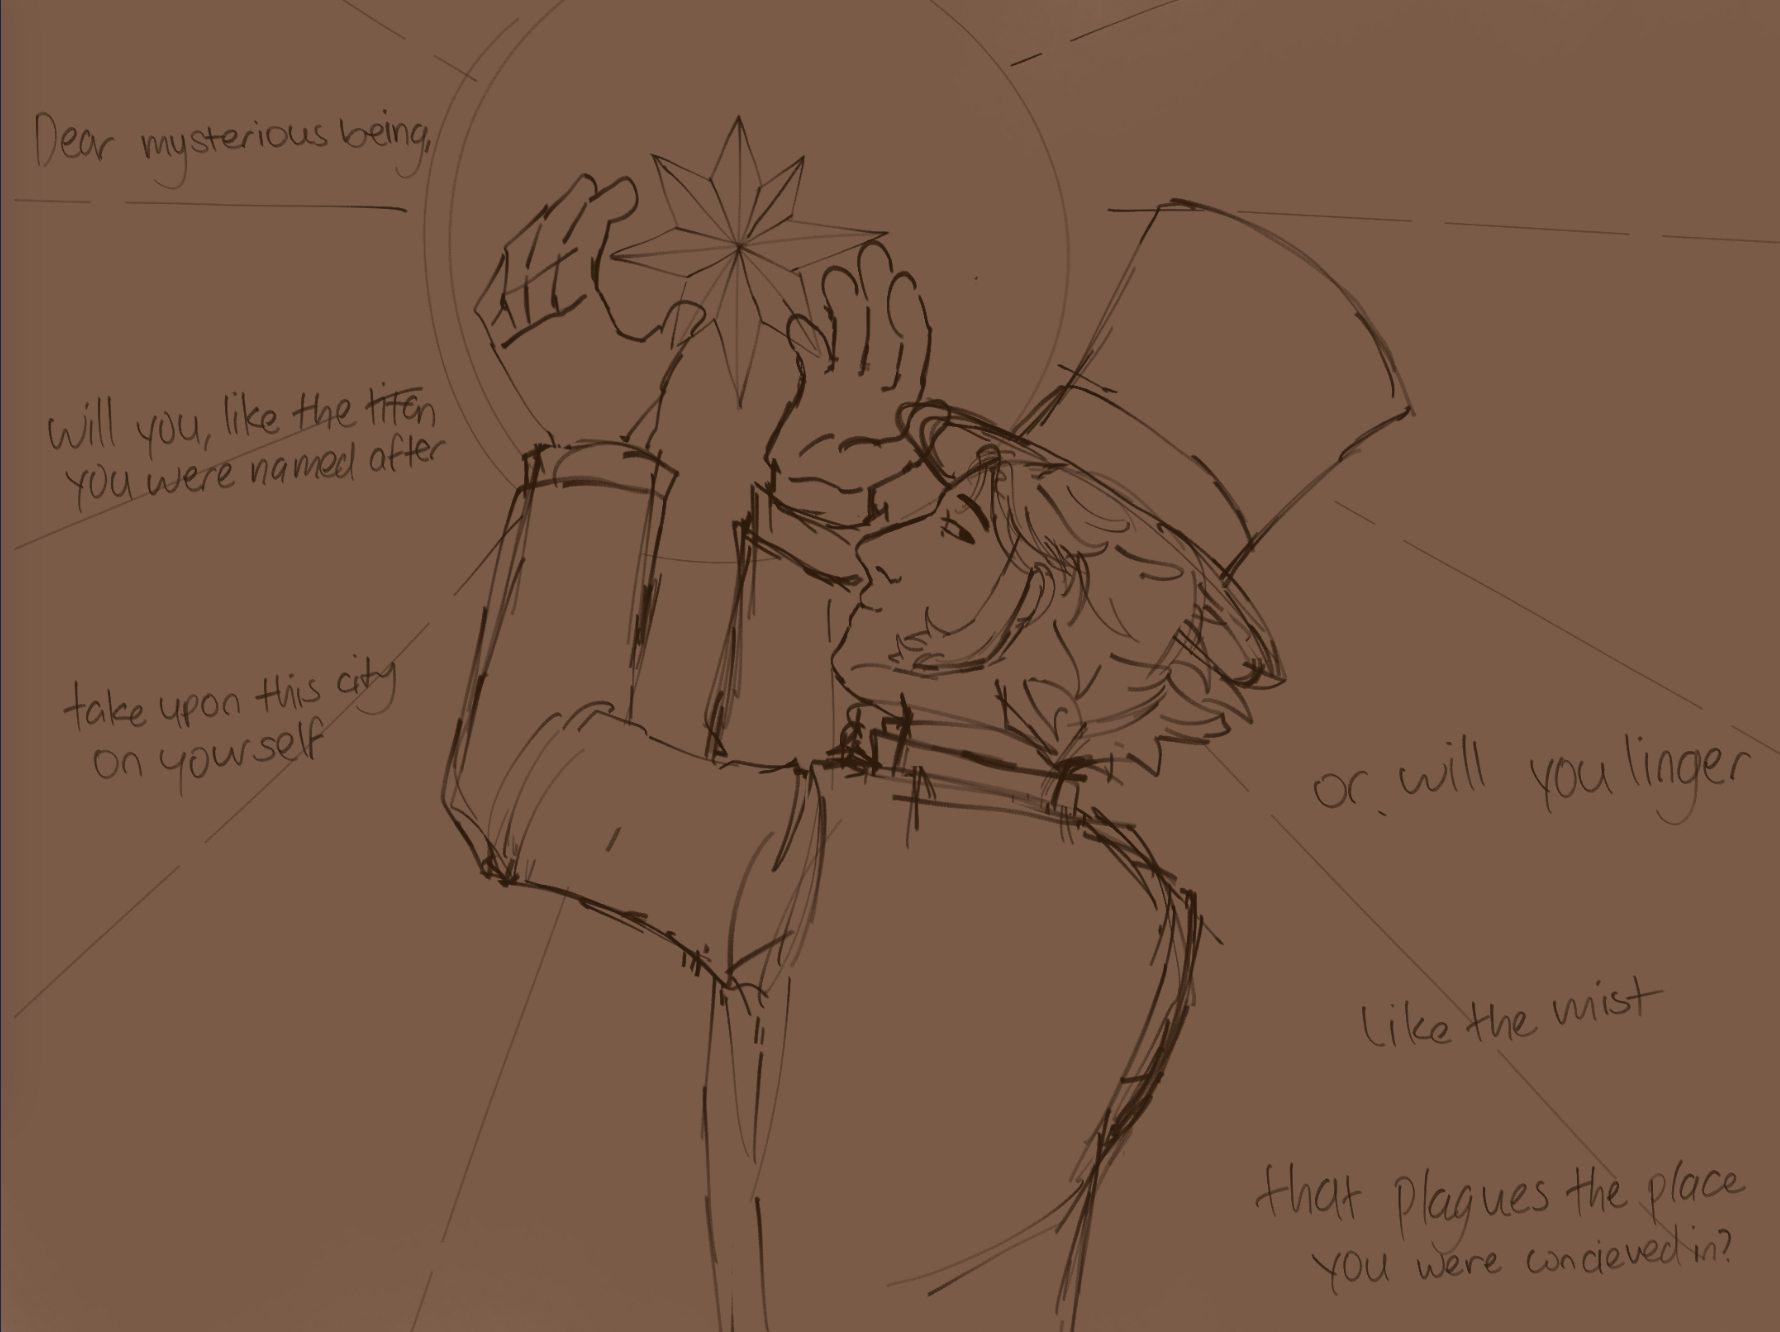 Dear mysterious being,
will you, like the titan
you were named after
take upon this city
on yourself
or will you linger
like the mist
that plagues the place
you were concieved in?